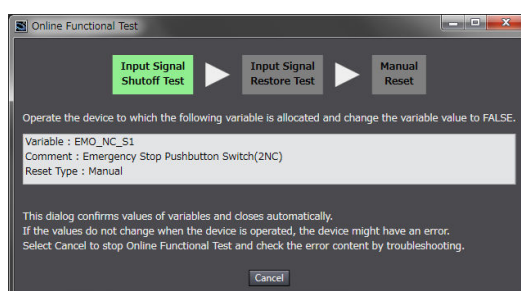 Online Functional Test
Input Signal
Shutoff Test
Input Signal
Restore Test
Manual
Reset
Operate the device to which the following variable is allocated and change the variable value to FALSE.
Variable : EMO_NC_S1
Comment : Emergency Stop Pushbutton Switch(2NC)
Reset Type : Manual
This dialog confirms values of variables and closes automatically.
If the values do not change when the device is operated, the device might have an error.
Select Cancel to stop Online Functional Test and check the error content by troubleshooting.
Cancel